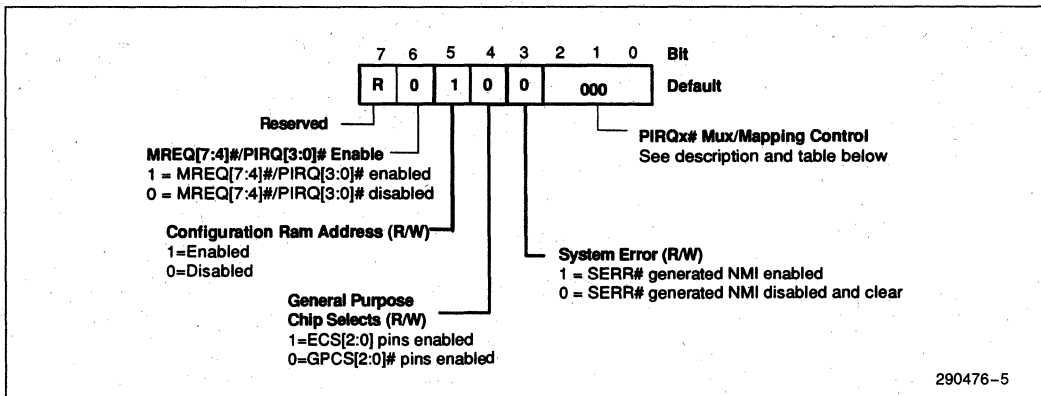 7 6 5 4 3 2 1 0 Bit
R 0 1 0 0 000 Default
Reserved
MREQ[7:4]#/PIRQ[3:0]# Enable
1 = MREQ[7:4]#/PIRQ[3:0]# enabled
0 = MREQ[7:4]#/PIRQ[3:0]# disabled
PIRQx# Mux/Mapping Control
See description and table below
Configuration Ram Address (R/W)
1=Enabled
0=Disabled
System Error (R/W)
1 = SERR# generated NMI enabled
0 = SERR# generated NMI disabled and clear
General Purpose
Chip Selects (R/W)
1=ECS[2:0] pins enabled
0=GPCS[2:0]# pins enabled
290476–5